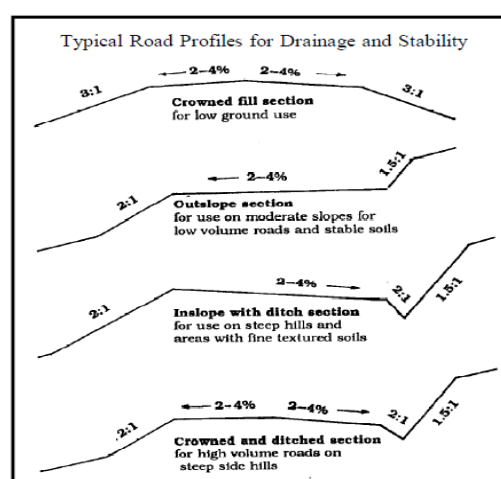 Typical Road Profiles for Drainage and Stability
3:1 2-4% 2-4% 3:1
Crowned fill section
for low ground use
2:1 2-4% 1.5:1
Outslope section
for use on moderate slopes for
low volume roads and stable soils
2:1 2-4% 2:1 1.5:1
Inslope with ditch section
for use on steep hills and
areas with fine textured soils
2:1 2-4% 2-4% 2:1 1.5:1
Crowned and ditched section
for high volume roads on
steep side hills